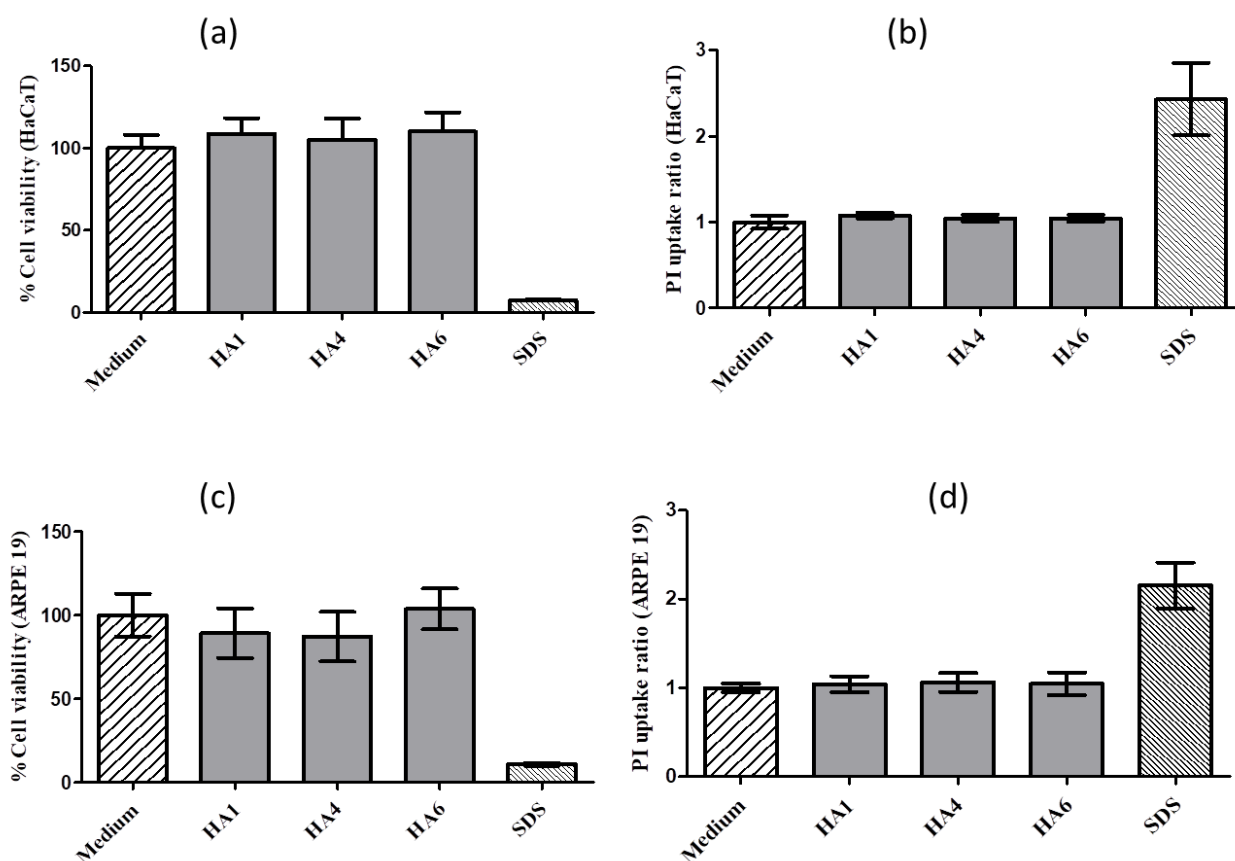 (a)
% Cell viability (HaCaT)
150
100
50
0
Medium
HA1
HA4
HA6
SDS
(b)
PI uptake ratio (HaCaT)
3
2
1
0
Medium
HA1
HA4
HA6
SDS
(c)
% Cell viability (ARPE 19)
150
100
50
0
Medium
HA1
HA4
HA6
SDS
(d)
PI uptake ratio (ARPE 19)
3
2
1
0
Medium
HA1
HA4
HA6
SDS